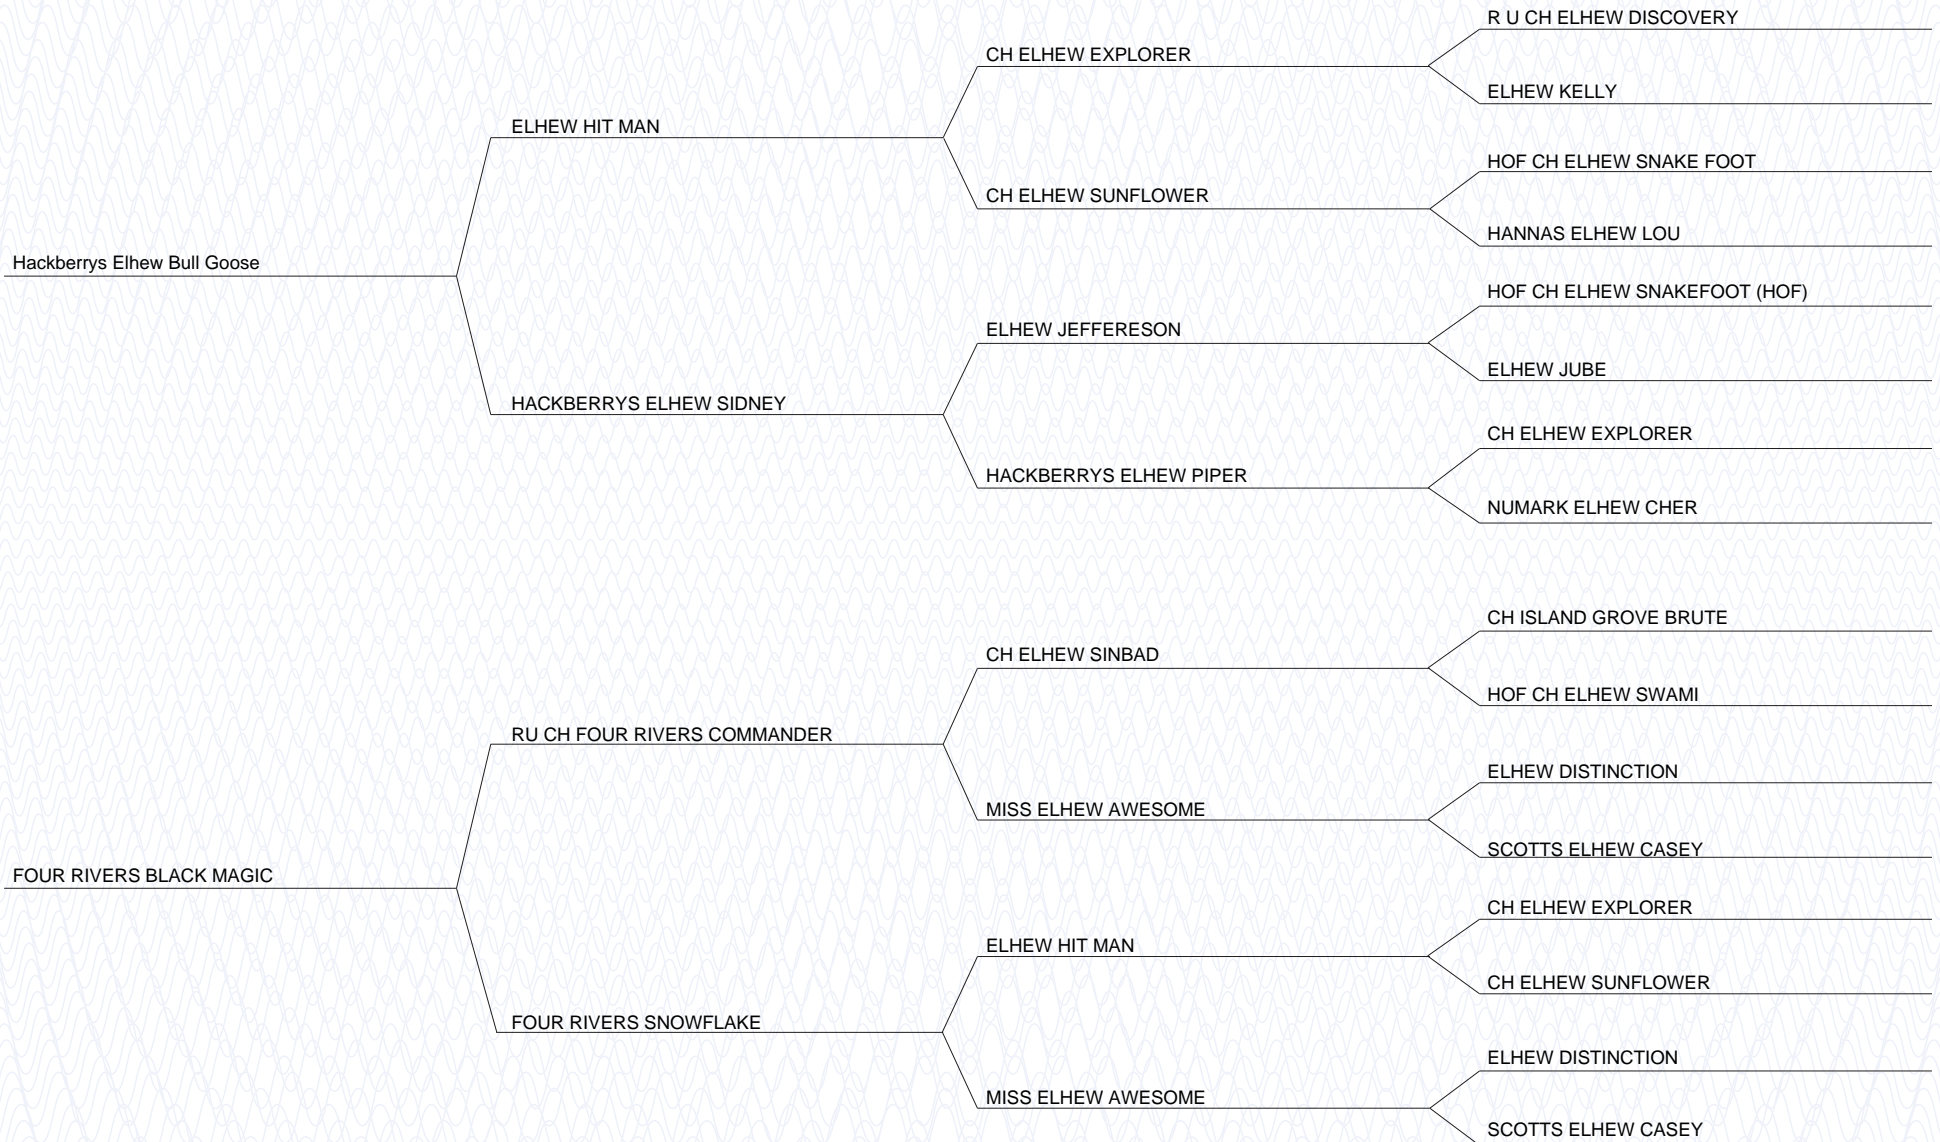 R U CH ELHEW DISCOVERY
CH ELHEW EXPLORER
ELHEW KELLY
ELHEW HIT MAN
HOF CH ELHEW SNAKE FOOT
CH ELHEW SUNFLOWER
HANNAS ELHEW LOU
Hackberrys Elhew Bull Goose
HOF CH ELHEW SNAKEFOOT (HOF)
ELHEW JEFFERESON
ELHEW JUBE
HACKBERRYS ELHEW SIDNEY
CH ELHEW EXPLORER
HACKBERRYS ELHEW PIPER
NUMARK ELHEW CHER
CH ISLAND GROVE BRUTE
CH ELHEW SINBAD
HOF CH ELHEW SWAMI
RU CH FOUR RIVERS COMMANDER
ELHEW DISTINCTION
MISS ELHEW AWESOME
SCOTTS ELHEW CASEY
FOUR RIVERS BLACK MAGIC
CH ELHEW EXPLORER
ELHEW HIT MAN
CH ELHEW SUNFLOWER
FOUR RIVERS SNOWFLAKE
ELHEW DISTINCTION
MISS ELHEW AWESOME
SCOTTS ELHEW CASEY